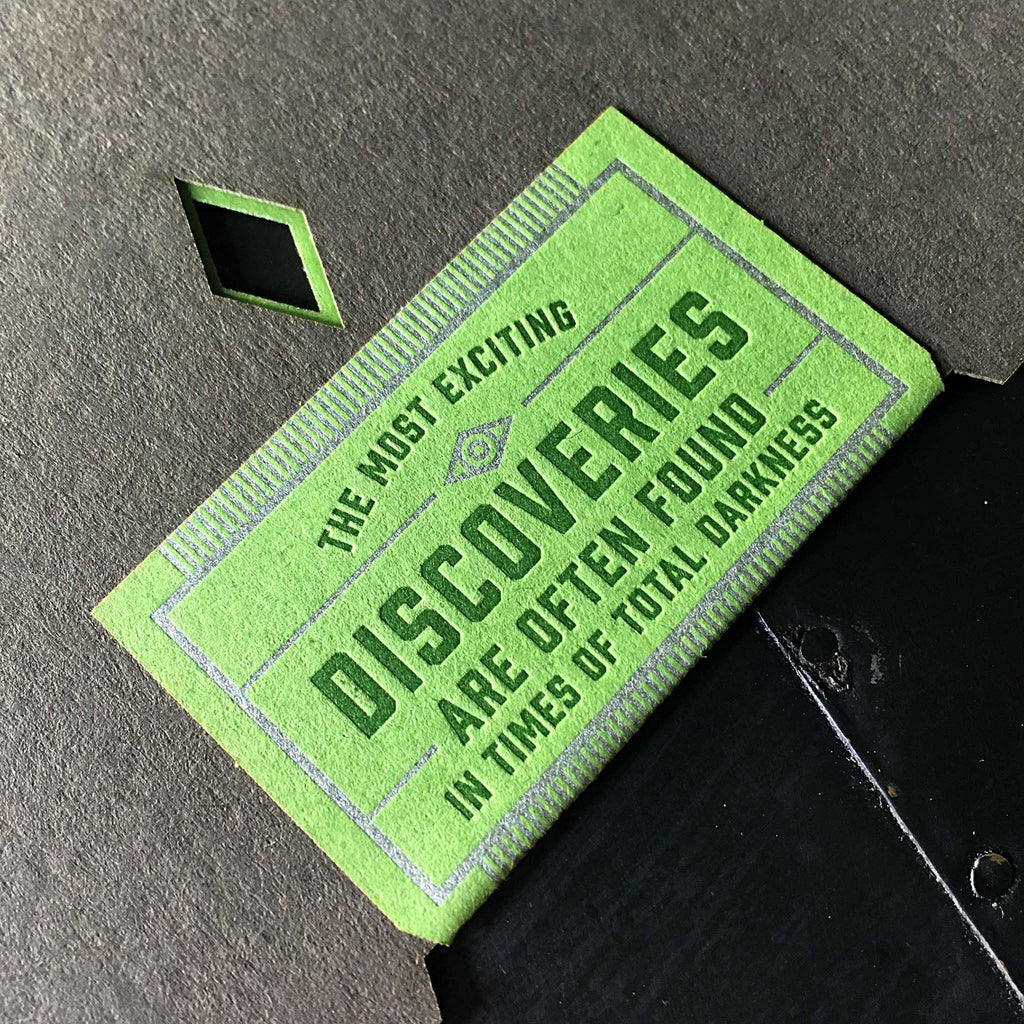 THE MOST EXCITING
DISCOVERIES
ARE OFTEN FOUND
IN TIMES OF TOTAL DARKNESS